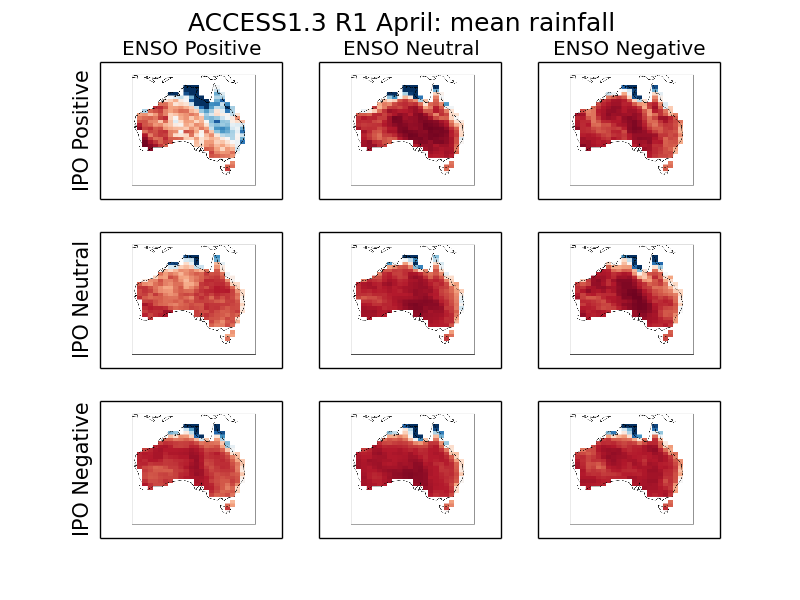 ACCESS1.3 R1 April: mean rainfall
ENSO Positive
ENSO Neutral
ENSO Negative
IPO Positive
IPO Neutral
IPO Negative